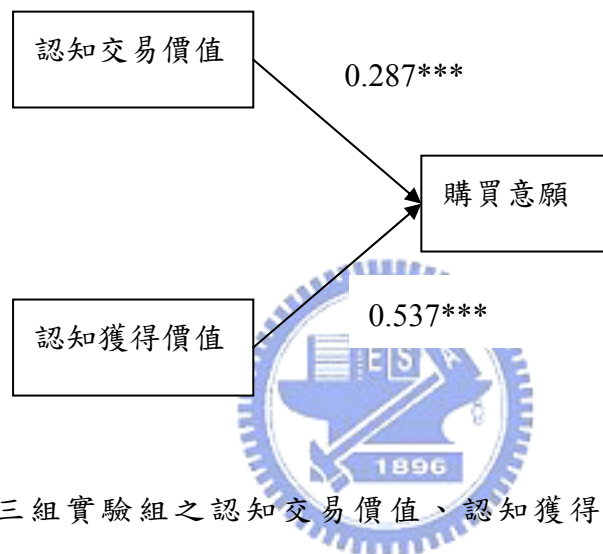 認知交易價值
0.287***
購買意願
認知獲得價值
0.537***
ES A
1896
三組實驗組之認知交易價值、認知獲得